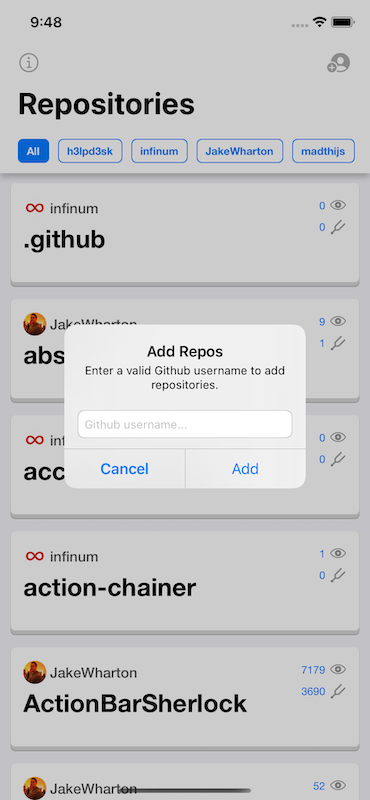 9:48
Repositories
All
h3lpd3sk
infinum
JakeWharton
madthijs
infinum
0
.github
0
JakeWharton
9
abs
1
Add Repos
Enter a valid Github username to add
repositories.
Github username...
Cancel
Add
inf
0
acc
0
infinum
1
action-chainer
0
JakeWharton
7179
ActionBarSherlock
3690
JakeWharton
52